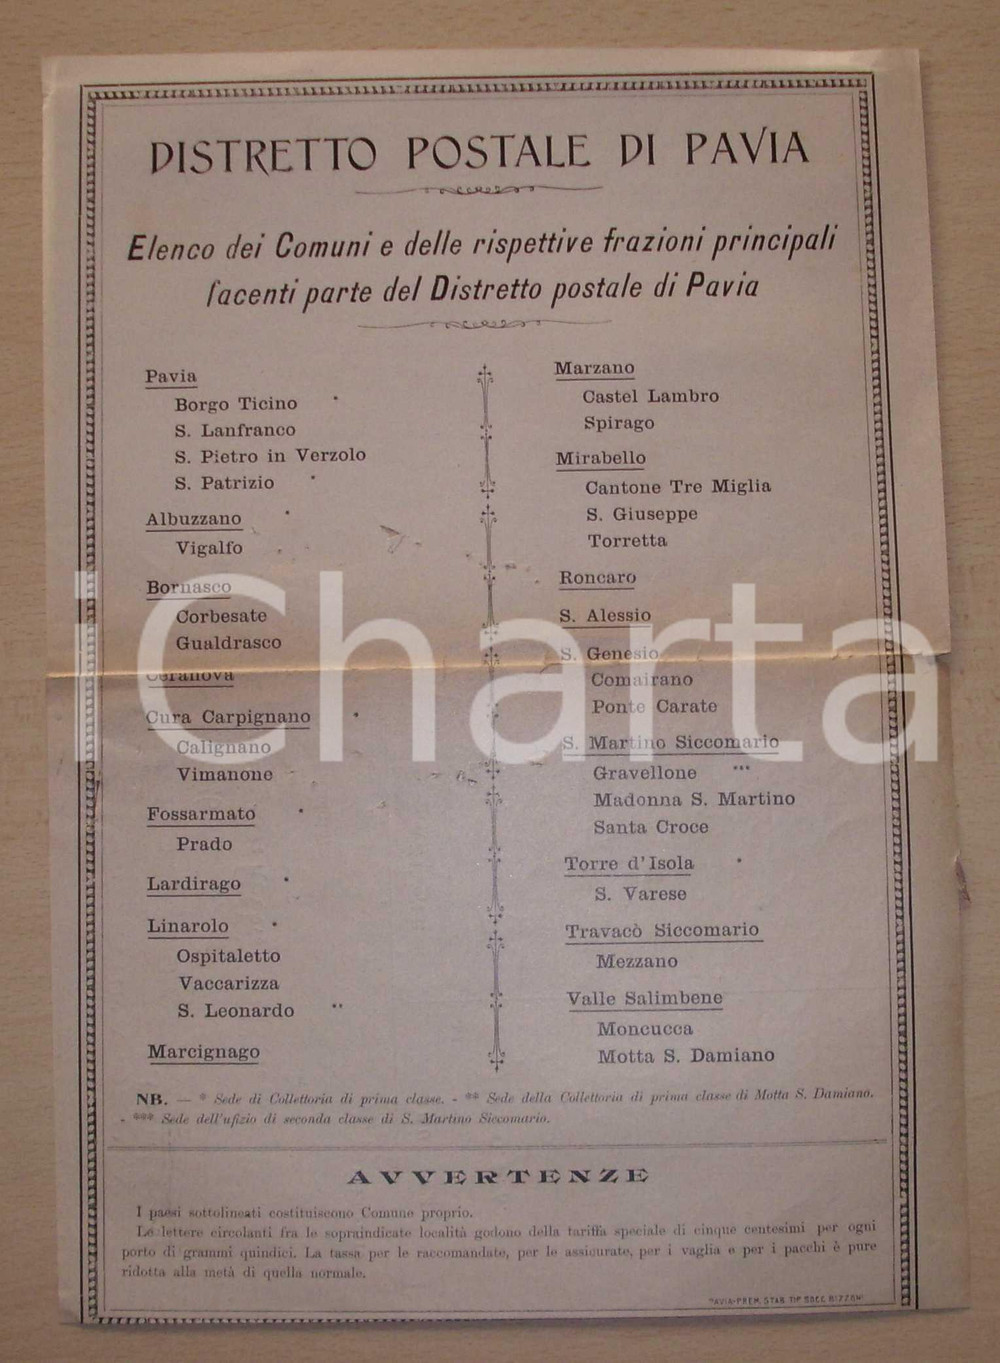 DISTRETTO POSTALE DI PAVIA
Elenco dei Comuni e delle rispettive frazioni principali
facenti parte del Distretto postale di Pavia
Pavia
Borgo Ticino *
S. Lanfranco
S. Pietro in Verzolo
S. Patrizio *
Albuzzano *
Vigalfo
Bornasco
Corbesate
Gualdrasco
Ceranova
Cura Carpignano *
Calignano
Vimanone
Fossarmato *
Prado
Lardirago *
Linarolo *
Ospitaletto
Vaccarizza
S. Leonardo **
Marcignago
Marzano
Castel Lambro
Spirago
Mirabello
Cantone Tre Miglia
S. Giuseppe
Torretta
Roncaro
S. Alessio
S. Genesio
Comairano
Ponte Carate
S. Martino Siccomario
Gravellone ***
Madonna S. Martino
Santa Croce
Torre d'Isola *
S. Varese
Travacò Siccomario
Mezzano
Valle Salimbene
Moncucca
Motta S. Damiano
NB. — * Sede di Collettoria di prima classe. - ** Sede della Collettoria di prima classe di Motta S. Damiano.
- *** Sede dell'ufizio di seconda classe di S. Martino Siccomario.
AVVERTENZE
I paesi sottolineati costituiscono Comune proprio.
Le lettere circolanti fra le sopraindicate località godono della tariffa speciale di cinque centesimi per ogni
porto di grammi quindici. La tassa per le raccomandate, per le assicurate, per i vaglia e per i pacchi è pure
ridotta alla metà di quella normale.
PAVIA-PREM. STAB. TIP. SUCC. BIZZONI
iCharta